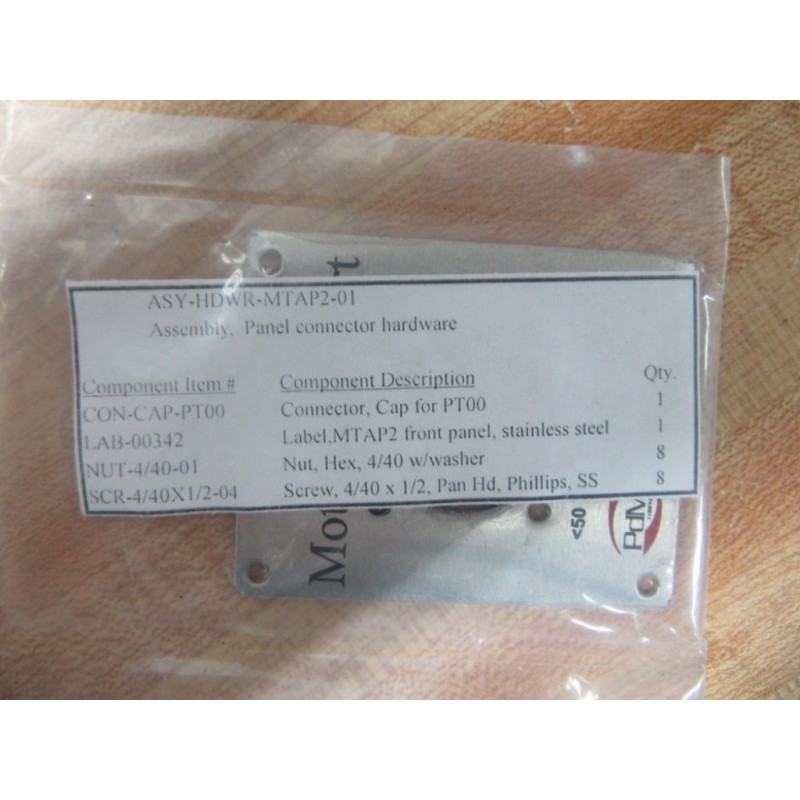 ASY-HDWR-MTAP2-01
Assembly, Panel connector hardware
Component Item # Component Description Qty.
CON-CAP-PT00 Connector, Cap for PT00 1
LAB-00342 Label,MTAP2 front panel, stainless steel 1
NUT-4/40-01 Nut, Hex, 4/40 w/washer 8
SCR-4/40X1/2-04 Screw, 4/40 x 1/2, Pan Hd, Phillips, SS 8
<50
PdM